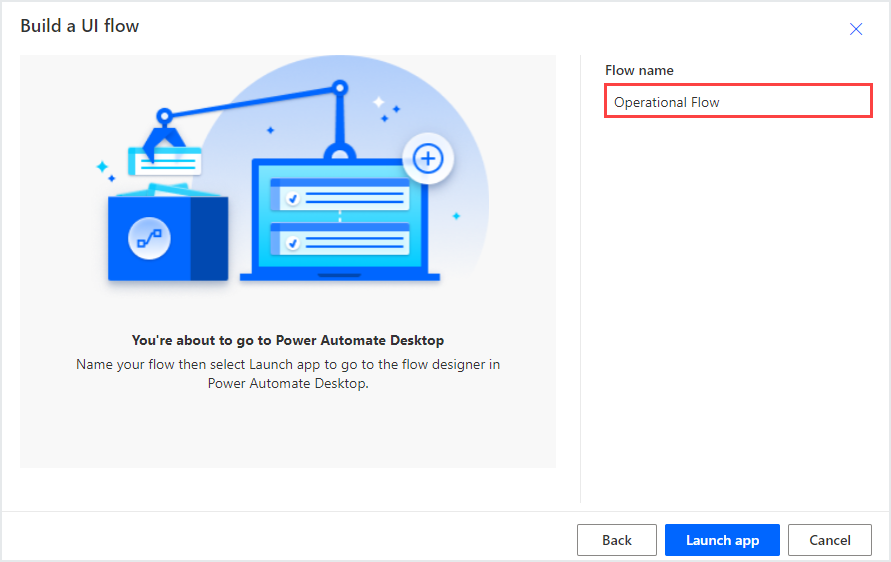 Build a UI flow
Flow name
Operational Flow
You're about to go to Power Automate Desktop
Name your flow then select Launch app to go to the flow designer in
Power Automate Desktop.
Back
Launch app
Cancel